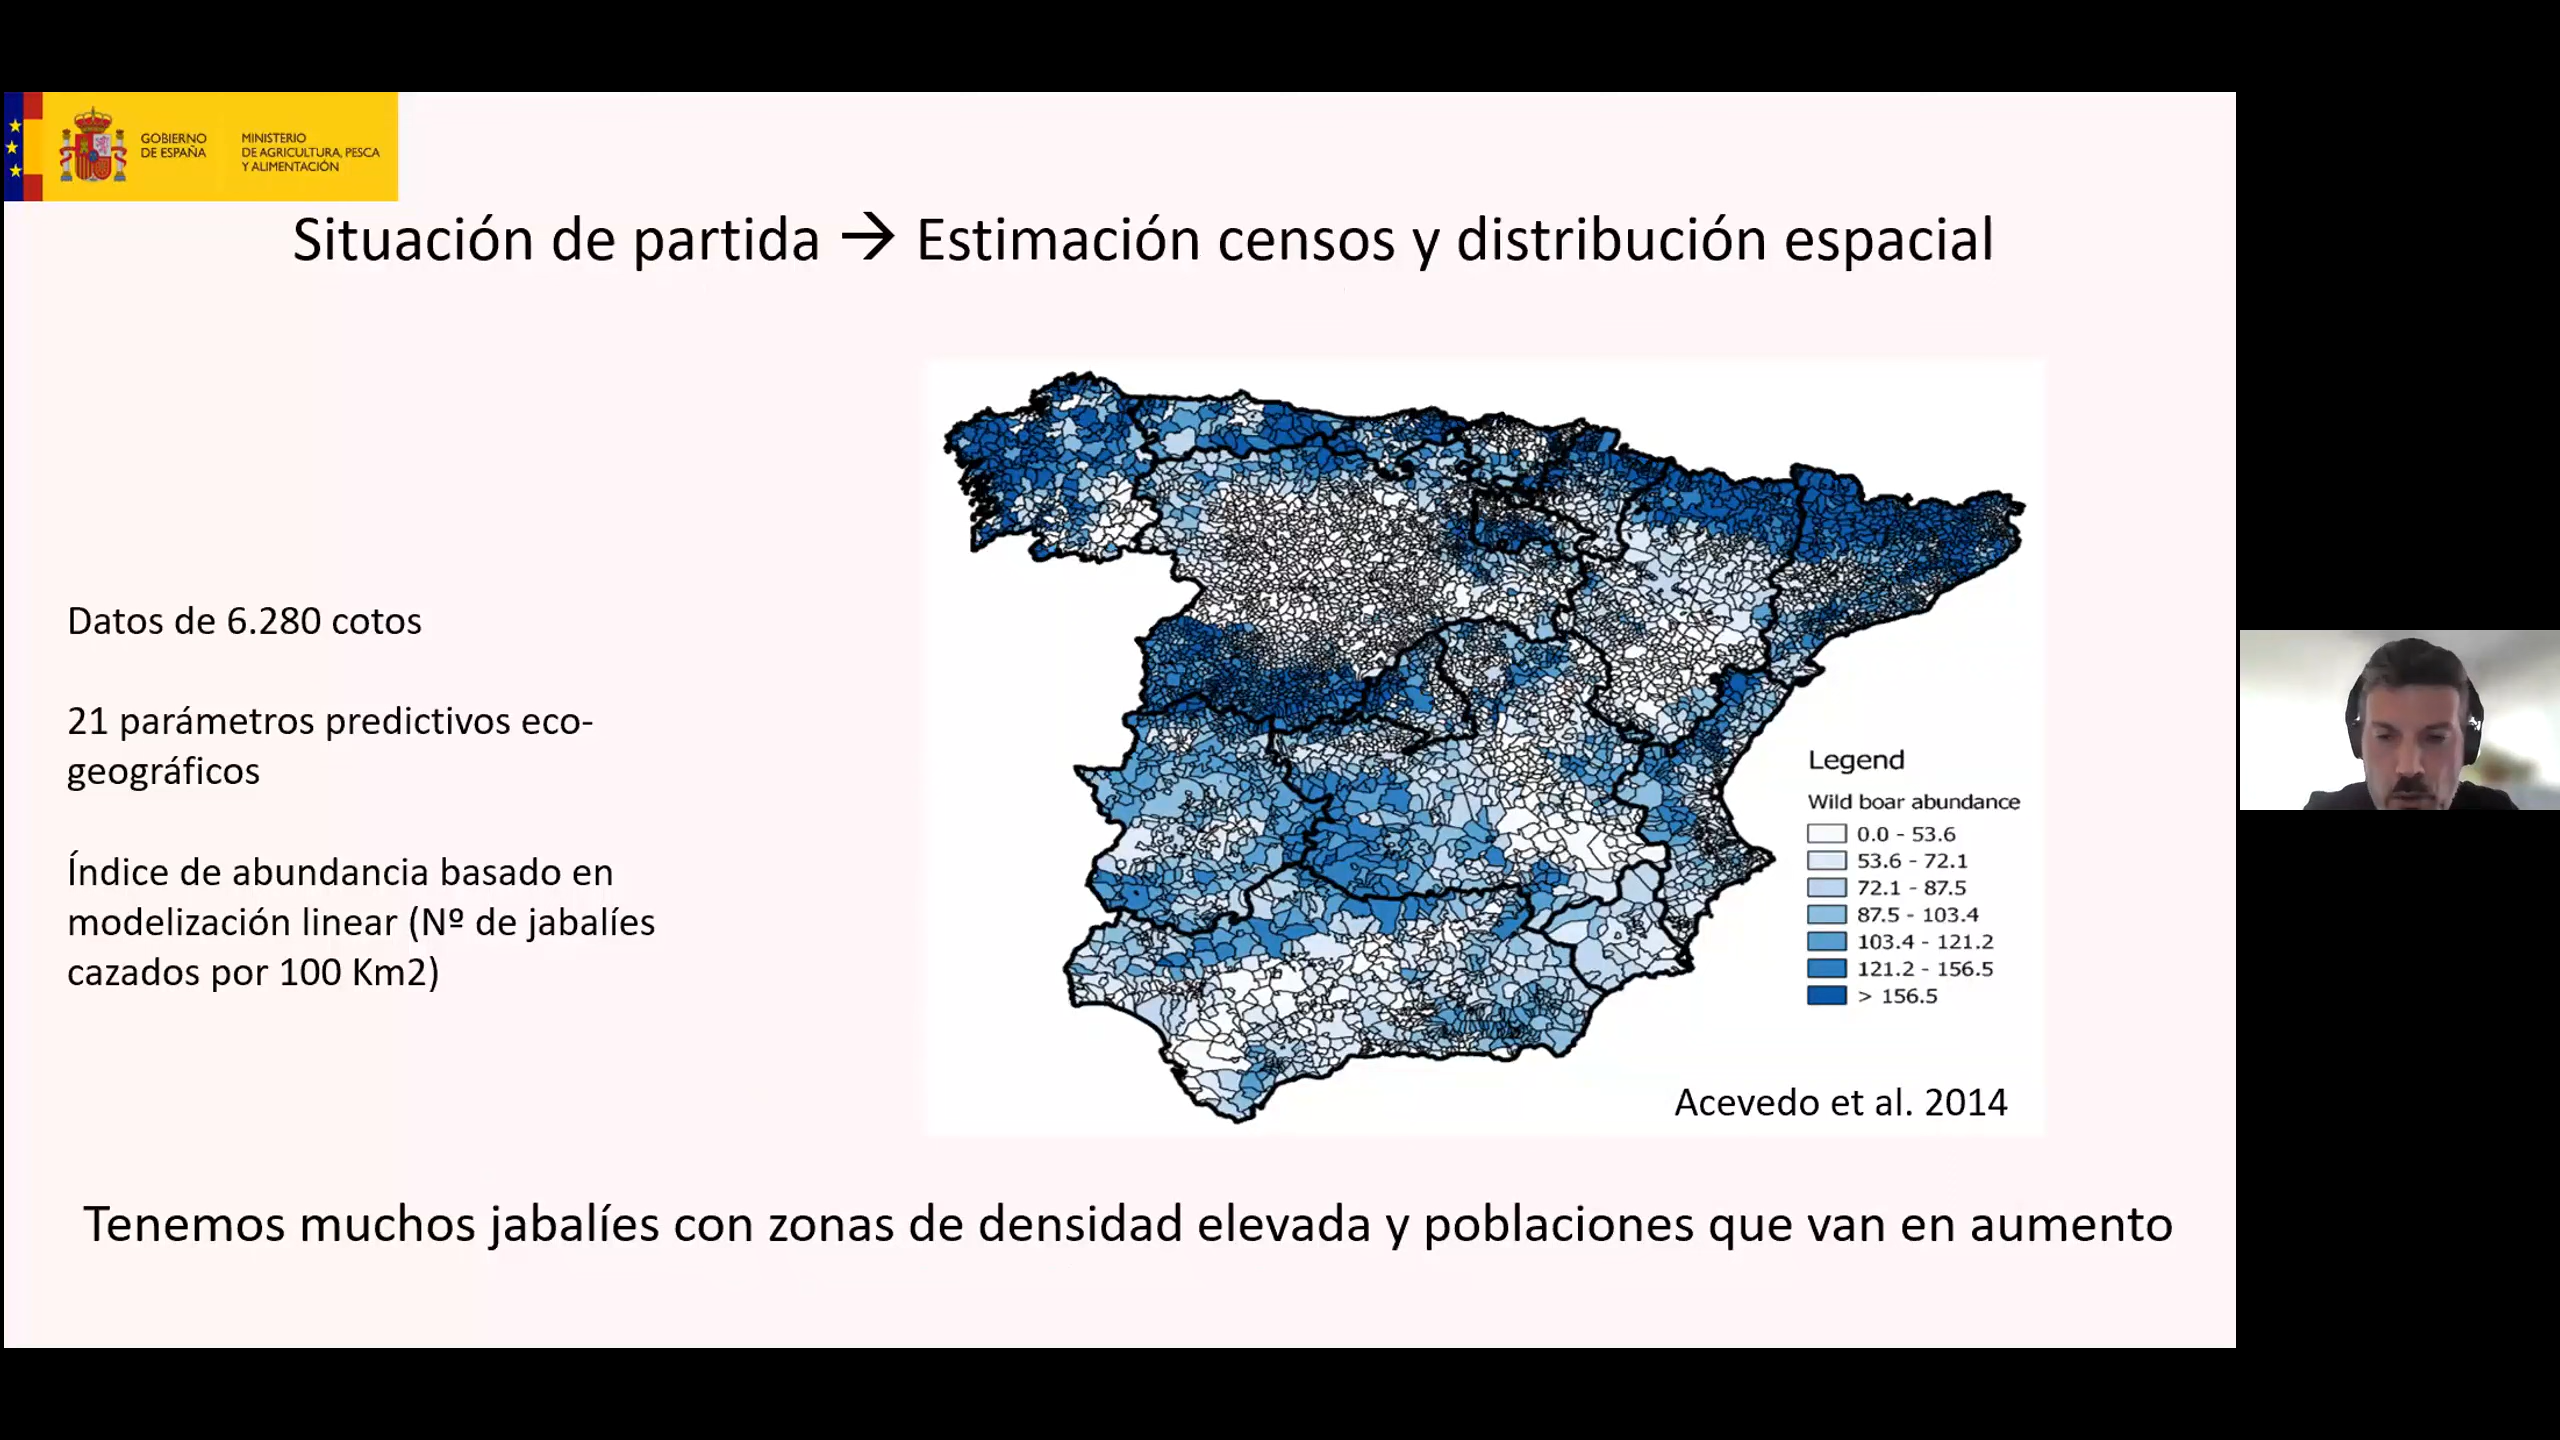 GOBIERNO
DE ESPAÑA
MINISTERIO
DE AGRICULTURA, PESCA
Y ALIMENTACIÓN
Situación de partida → Estimación censos y distribución espacial
Datos de 6.280 cotos
21 parámetros predictivos eco-
geográficos
Índice de abundancia basado en
modelización linear (Nº de jabalíes
cazados por 100 Km2)
Legend
Wild boar abundance
0.0 - 53.6
53.6 - 72.1
72.1 - 87.5
87.5 - 103.4
103.4 - 121.2
121.2 - 156.5
> 156.5
Acevedo et al. 2014
Tenemos muchos jabalíes con zonas de densidad elevada y poblaciones que van en aumento